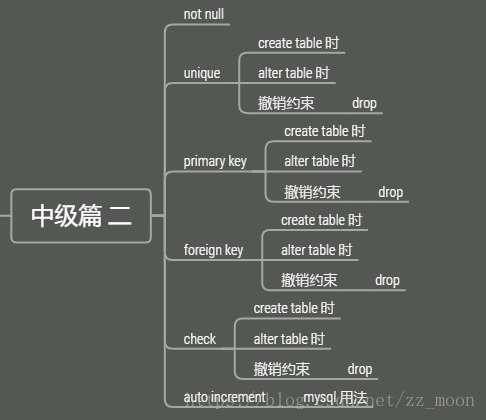 not null
create table 时
unique
alter table 时
撤销约束 drop
create table 时
primary key
alter table 时
撤销约束 drop
中级篇 二
create table 时
foreign key
alter table 时
撤销约束 drop
create table 时
check
alter table 时
撤销约束 drop
auto increment
mysql 用法
https://blog.csdn.net/zz_moon